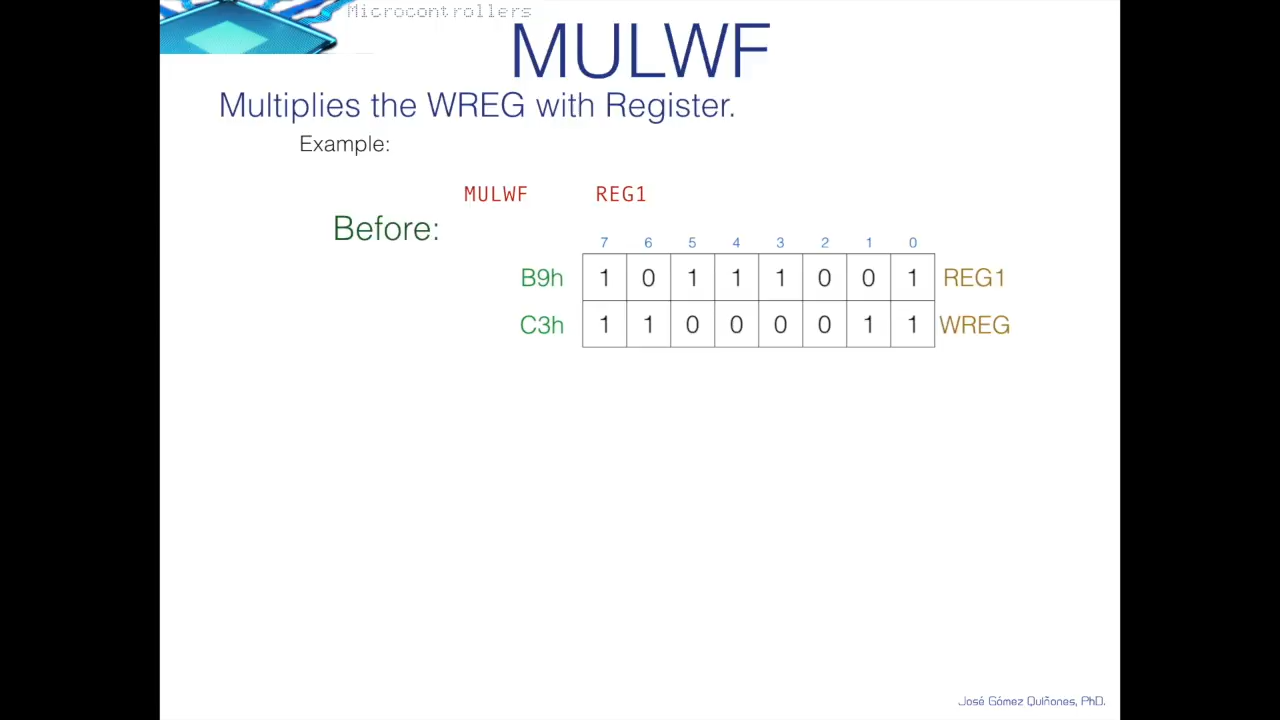 Microcontrollers
MULWF
Multiplies the WREG with Register.
Example:
MULWF REG1
Before:
7 6 5 4 3 2 1 0
B9h 1 0 1 1 1 0 0 1 REG1
C3h 1 1 0 0 0 0 1 1 WREG
José Gómez Quiñones, PhD.